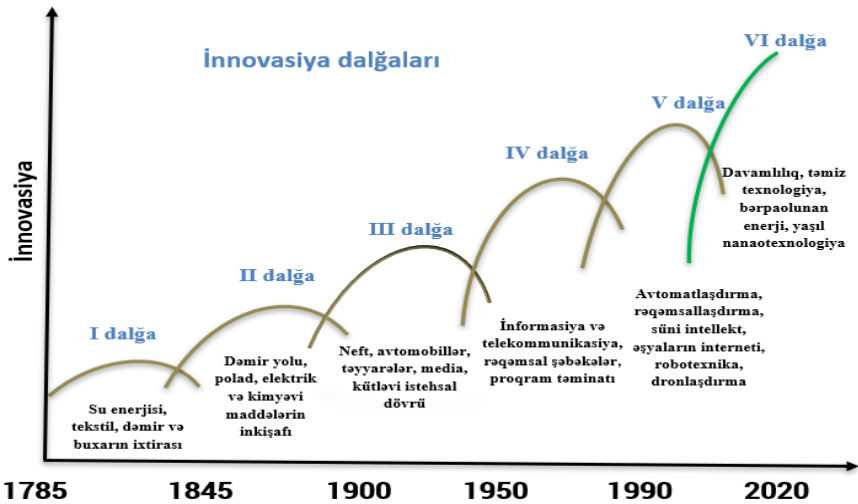 İnnovasiya dalğaları
İnnovasiya
I dalğa
Su enerjisi,
tekstil, dəmir və
buxarın ixtirası
II dalğa
Dəmir yolu,
polad, elektrik
və kimyəvi
maddələrin
inkişafı
III dalğa
Neft, avtomobillər,
təyyarələr, media,
kütləvi istehsal
dövrü
IV dalğa
İnformasiya və
telekommunikasiya,
rəqəmsal şəbəkələr,
proqram təminatı
V dalğa
Avtomatlaşdırma,
rəqəmsallaşdırma,
süni intellekt,
əşyaların interneti,
robotexnika,
dronlaşdırma
VI dalğa
Davamlılıq, təmiz
texnologiya,
bərpaolunan
enerji, yaşıl
nanaotexnologiya
1785 1845 1900 1950 1990 2020